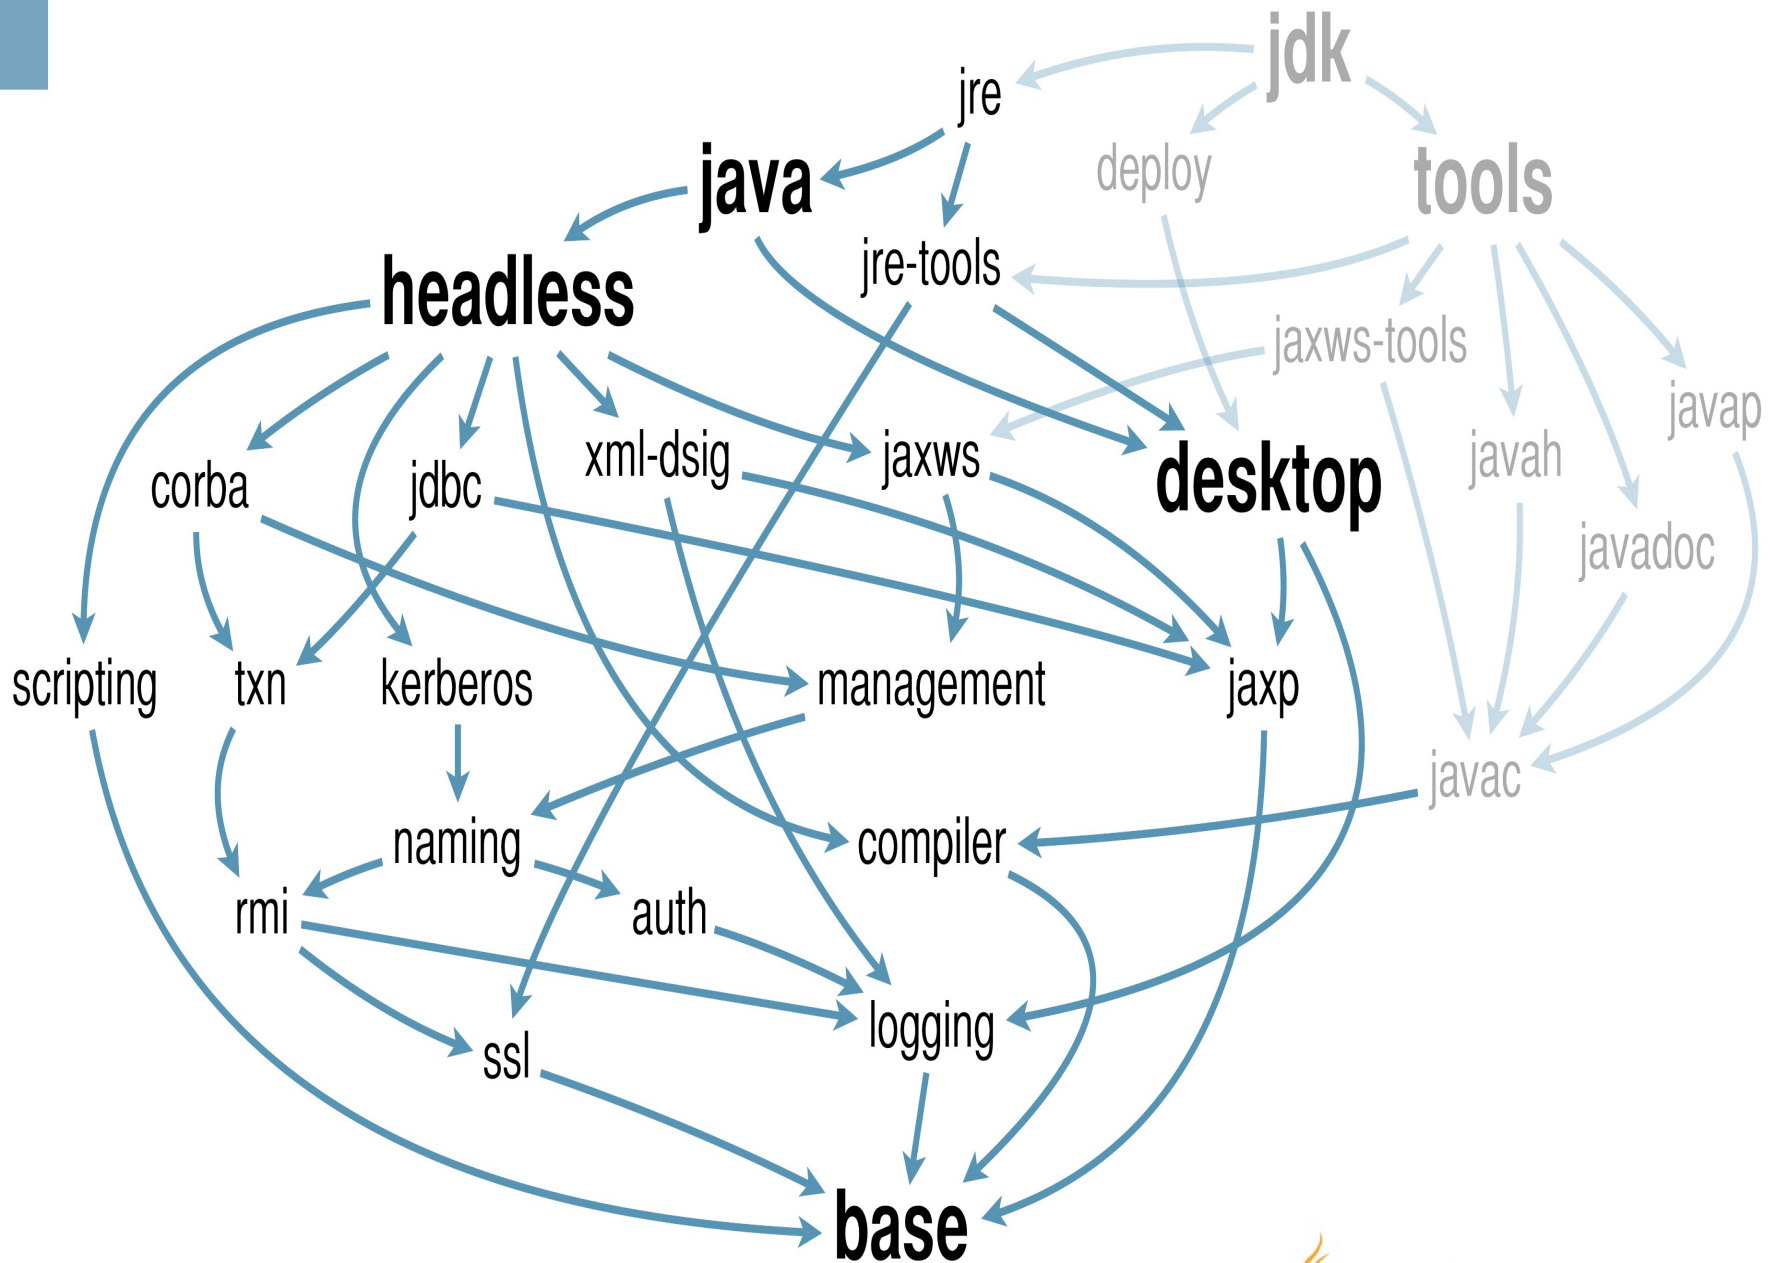 jdk
jre
deploy
tools
java
jre-tools
headless
jaxws-tools
javap
corba
jdbc
xml-dsig
jaxws
desktop
javah
javadoc
scripting
txn
kerberos
management
jaxp
javac
naming
compiler
rmi
auth
logging
ssl
base